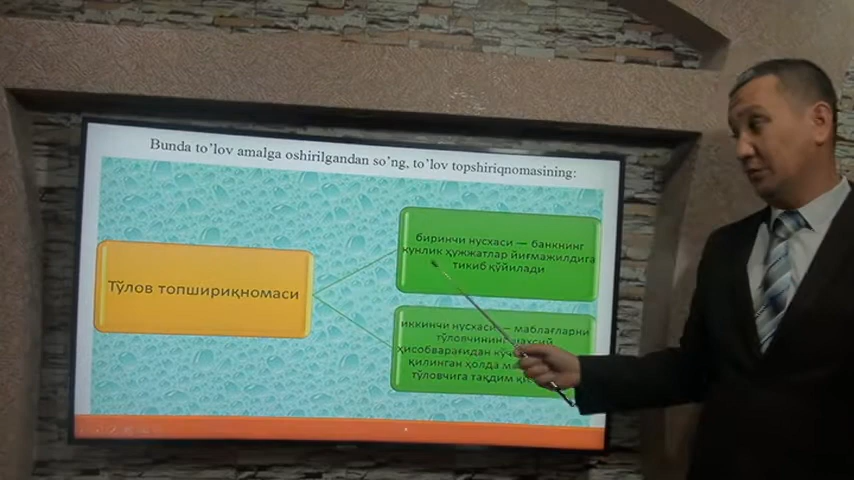 Bunda to'lov amalga oshirilgandan so'ng, to'lov topshiriqnomasining:
Тўлов топшириқномаси
биринчи нусхаси — банкнинг
кунлик ҳужжатлар йиғмажилдига
тикиб қўйилади
иккинчи нусхаси — маблағларни
тўловчининг шахсий
ҳисобварағидан
қилинган ҳолда
тўловчига тақдим